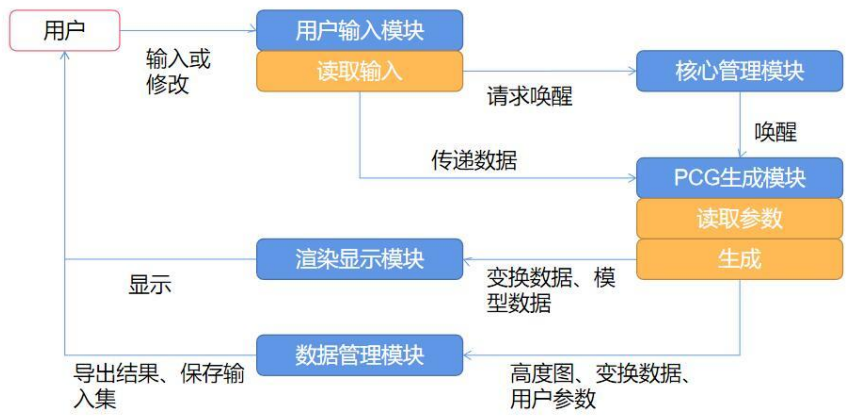 用户
用户输入模块
输入或
修改
读取输入
核心管理模块
请求唤醒
唤醒
传递数据
PCG生成模块
读取参数
渲染显示模块
生成
显示
变换数据、模
型数据
数据管理模块
导出结果、保存输
入集
高度图、变换数据、
用户参数